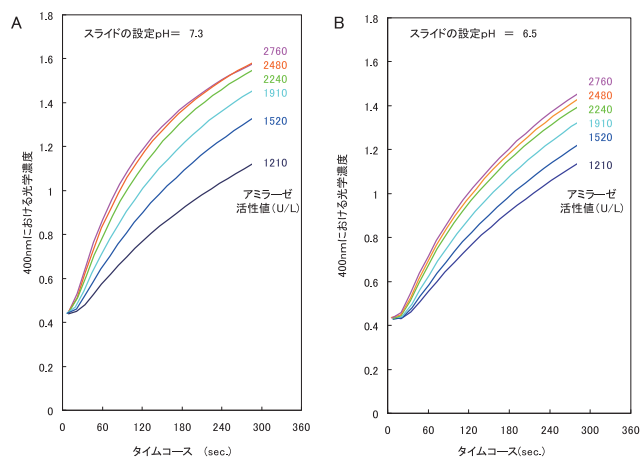 A
スライドの設定pH＝ 7.3
400nmにおける光学濃度
1.8
1.6
1.4
1.2
1
0.8
0.6
0.4
0.2
0
2760
2480
2240
1910
1520
1210
アミラーゼ
活性値(U/L)
0 60 120 180 240 300 360
タイムコース (sec.)
B
スライドの設定pH ＝ 6.5
400nmにおける光学濃度
1.8
1.6
1.4
1.2
1
0.8
0.6
0.4
0.2
0
2760
2480
2240
1910
1520
1210
アミラーゼ
活性値(U/L)
0 60 120 180 240 300 360
タイムコース(sec.)